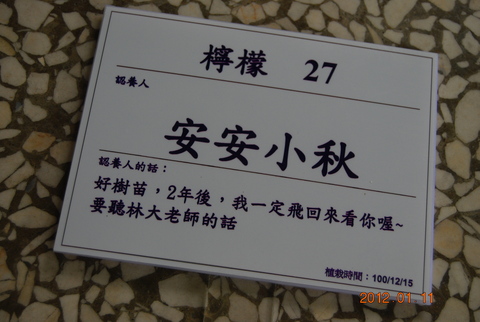 檸檬 27
認養人
安安小秋
認養人的話：
好樹苗，2年後，我一定飛回來看你喔~
要聽林大老師的話
植栽時間：100/12/15
2012.01.11